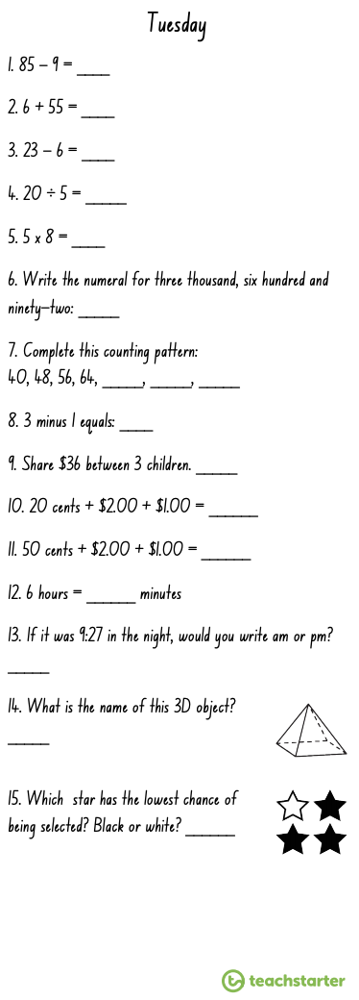 Tuesday
1. 85 – 9 = ____
2. 6 + 55 = ____
3. 23 – 6 = ____
4. 20 ÷ 5 = _____
5. 5 x 8 = ____
6. Write the numeral for three thousand, six hundred and
ninety–two: _____
7. Complete this counting pattern:
40, 48, 56, 64, _____, _____, _____
8. 3 minus 1 equals: ____
9. Share $36 between 3 children. _____
10. 20 cents + $2.00 + $1.00 = ______
11. 50 cents + $2.00 + $1.00 = ______
12. 6 hours = ______ minutes
13. If it was 9:27 in the night, would you write am or pm?
_____
14. What is the name of this 3D object?
_____
15. Which  star has the lowest chance of
being selected? Black or white? ______
teachstarter